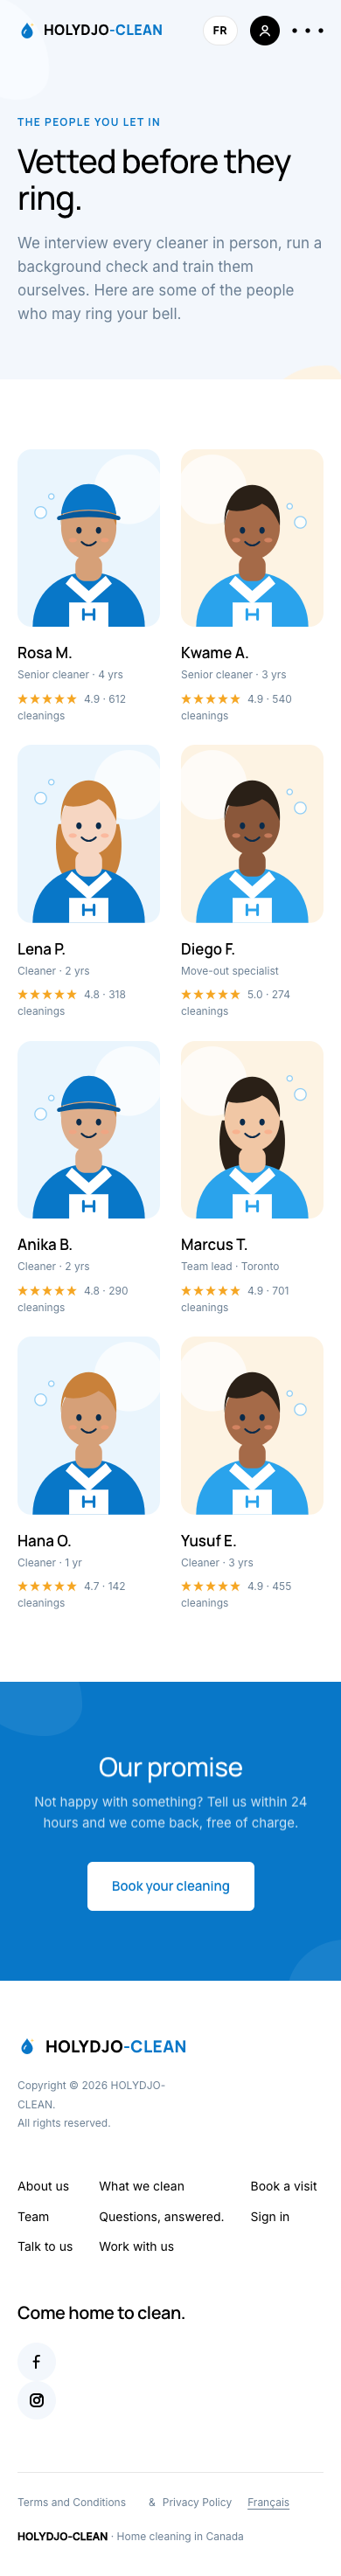 HOLYDJO-CLEAN FR
THE PEOPLE YOU LET IN
Vetted before they
ring.
We interview every cleaner in person, run a
background check and train them
ourselves. Here are some of the people
who may ring your bell.
H
H
Rosa M.
Senior cleaner · 4 yrs
★★★★★ 4.9 · 612
cleanings
Kwame A.
Senior cleaner · 3 yrs
★★★★★ 4.9 · 540
cleanings
H
H
Lena P.
Cleaner · 2 yrs
★★★★★ 4.8 · 318
cleanings
Diego F.
Move-out specialist
★★★★★ 5.0 · 274
cleanings
H
H
Anika B.
Cleaner · 2 yrs
★★★★★ 4.8 · 290
cleanings
Marcus T.
Team lead · Toronto
★★★★★ 4.9 · 701
cleanings
H
H
Hana O.
Cleaner · 1 yr
★★★★★ 4.7 · 142
cleanings
Yusuf E.
Cleaner · 3 yrs
★★★★★ 4.9 · 455
cleanings
Our promise
Not happy with something? Tell us within 24
hours and we come back, free of charge.
Book your cleaning
HOLYDJO-CLEAN
Copyright © 2026 HOLYDJO-
CLEAN.
All rights reserved.
About us What we clean Book a visit
Team Questions, answered. Sign in
Talk to us Work with us
Come home to clean.
Terms and Conditions & Privacy Policy Français
HOLYDJO-CLEAN · Home cleaning in Canada